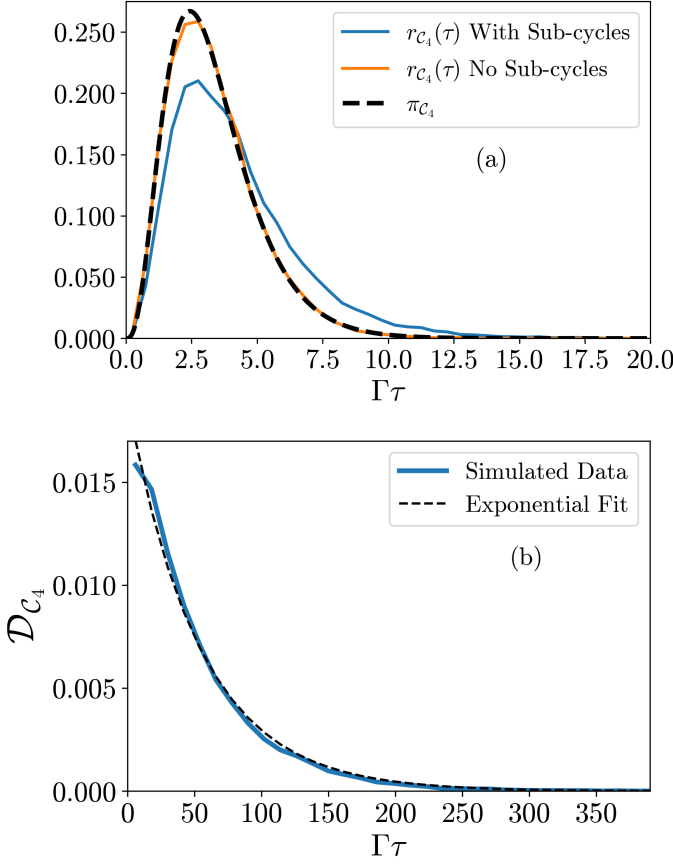 0.250
0.200
0.150
0.100
0.050
0.000
0.0 2.5 5.0 7.5 10.0 12.5 15.0 17.5 20.0
Γτ
r_{𝒞_4}(τ) With Sub-cycles
r_{𝒞_4}(τ) No Sub-cycles
π_{𝒞_4}
(a)
𝒟_{𝒞_4}
0.015
0.010
0.005
0.000
0 50 100 150 200 250 300 350
Γτ
Simulated Data
Exponential Fit
(b)